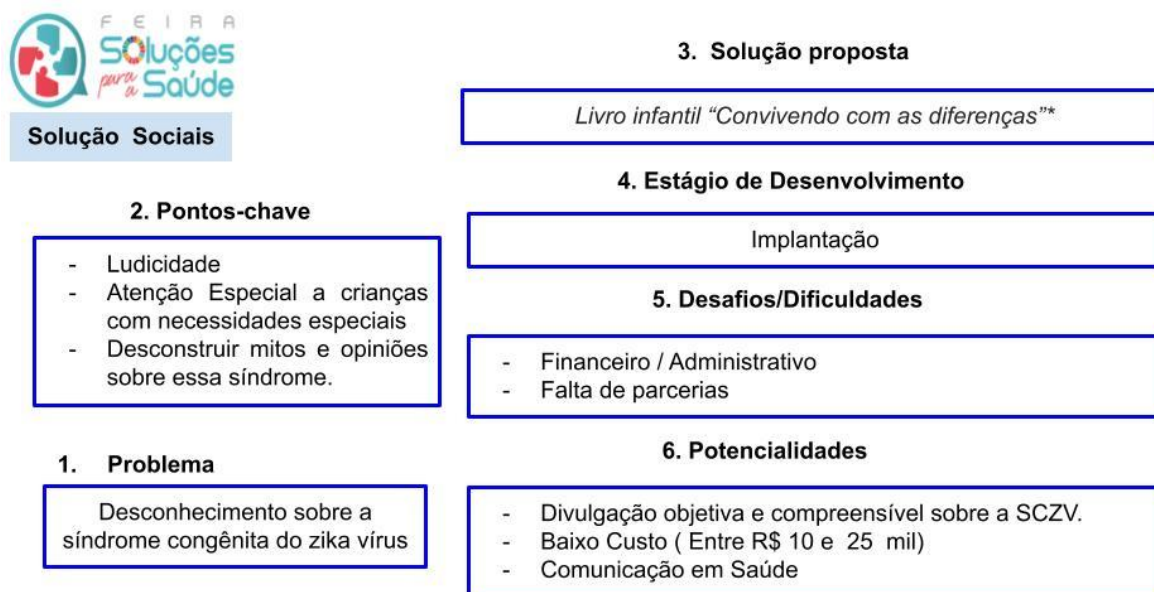 FEIRA
SOluções
para
a
Saúde
Solução Sociais
2. Pontos-chave
- Ludicidade
- Atenção Especial a crianças
com necessidades especiais
- Desconstruir mitos e opiniões
sobre essa síndrome.
1. Problema
Desconhecimento sobre a
síndrome congênita do zika vírus
3. Solução proposta
Livro infantil “Convivendo com as diferenças”*
4. Estágio de Desenvolvimento
Implantação
5. Desafios/Dificuldades
- Financeiro / Administrativo
- Falta de parcerias
6. Potencialidades
- Divulgação objetiva e compreensível sobre a SCZV.
- Baixo Custo ( Entre R$ 10 e 25 mil)
- Comunicação em Saúde